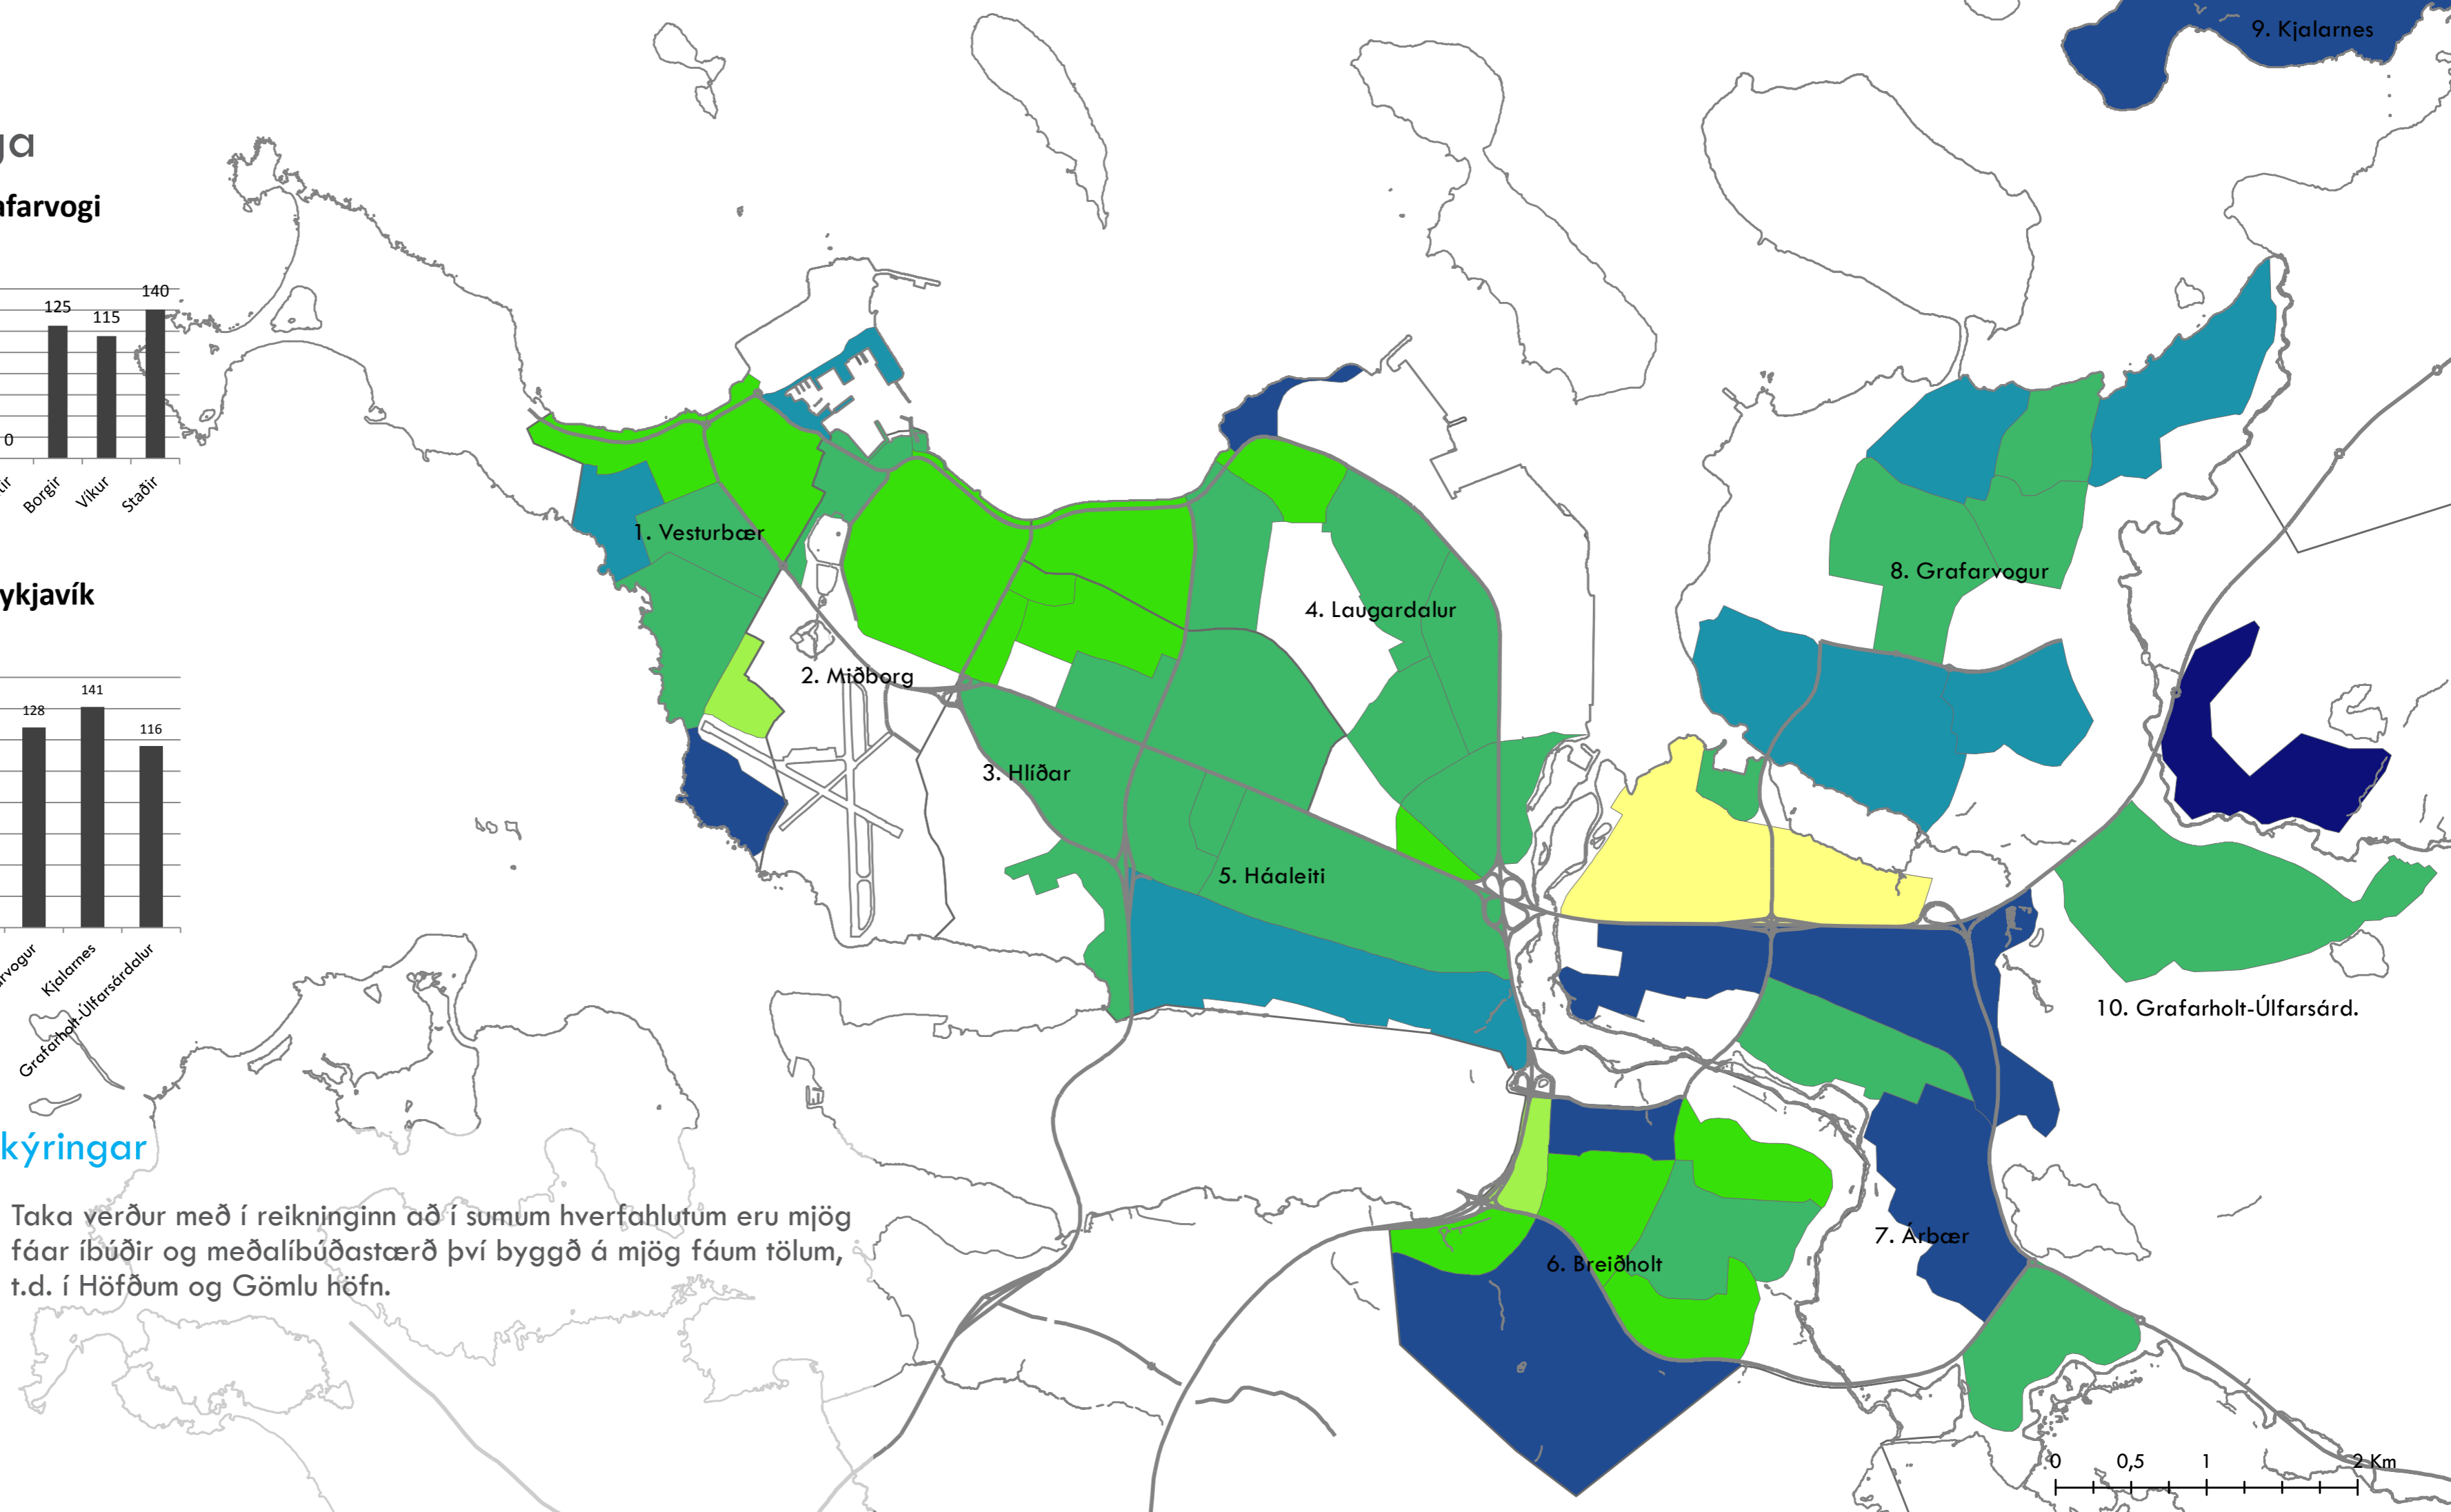 ga
afarvogi
0
125
115
140
tir
Borgir
Víkur
Staðir
ykjavík
128
141
116
rvogur
Kjalarnes
Grafarholt-Úlfarsárdalur
kýringar
Taka verður með í reikninginn að í sumum hverfahlutum eru mjög
fáar íbúðir og meðalíbúðastærð því byggð á mjög fáum tölum,
t.d. í Höfðum og Gömlu höfn.
9. Kjalarnes
1. Vesturbær
8. Grafarvogur
4. Laugardalur
2. Miðborg
3. Hlíðar
5. Háaleiti
10. Grafarholt-Úlfarsárd.
7. Árbær
6. Breiðholt
0 0,5 1 2 Km